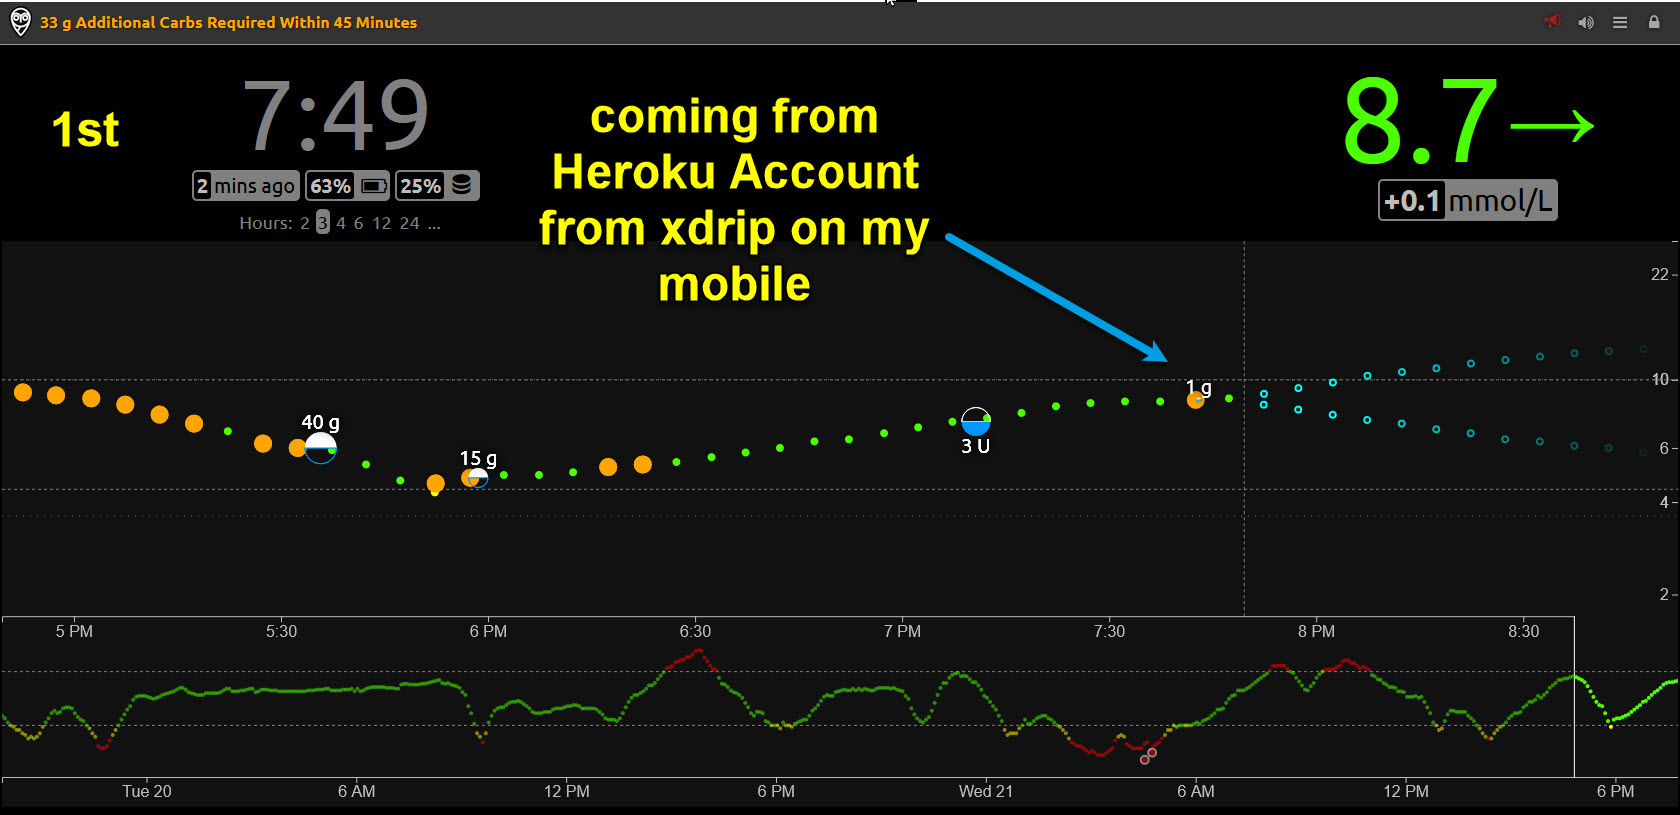 33 g Additional Carbs Required Within 45 Minutes
1st
7:49
2 mins ago 63% 25%
Hours: 2 3 4 6 12 24 ...
coming from
Heroku Account
from xdrip on my
mobile
8.7→
+0.1 mmol/L
22
10
6
4
2
40 g
15 g
3 U
1 g
5 PM 5:30 6 PM 6:30 7 PM 7:30 8 PM 8:30
Tue 20 6 AM 12 PM 6 PM Wed 21 6 AM 12 PM 6 PM